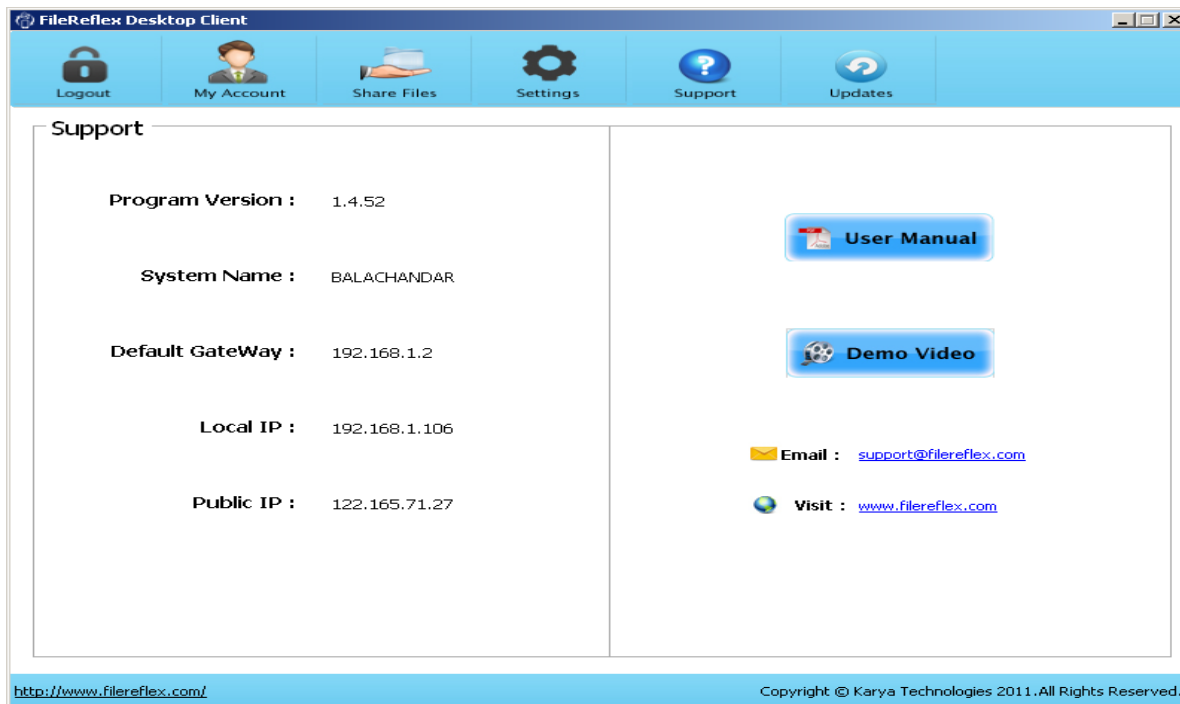 FileReflex Desktop Client
Logout My Account Share Files Settings Support Updates
Support
Program Version : 1.4.52
System Name : BALACHANDAR
Default GateWay : 192.168.1.2
Local IP : 192.168.1.106
Public IP : 122.165.71.27
User Manual
Demo Video
Email : support@filereflex.com
Visit : www.filereflex.com
http://www.filereflex.com/
Copyright © Karya Technologies 2011.All Rights Reserved.